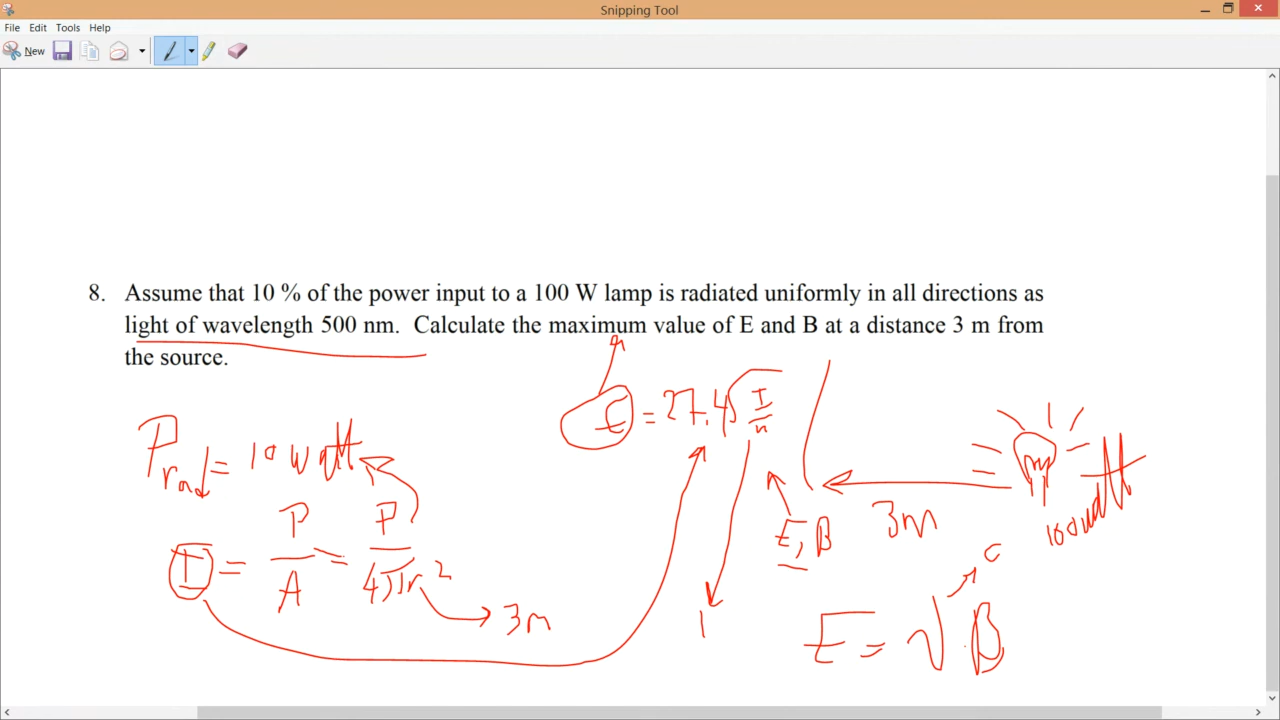 Snipping Tool
File Edit Tools Help
New
8. Assume that 10 % of the power input to a 100 W lamp is radiated uniformly in all directions as
light of wavelength 500 nm. Calculate the maximum value of E and B at a distance 3 m from
the source.
E = 27.4 √ I/n
P rad = 10 watt
I = P/A = P/4πr²
3m
1
E, B
3m
100 watt
E = V . B
c